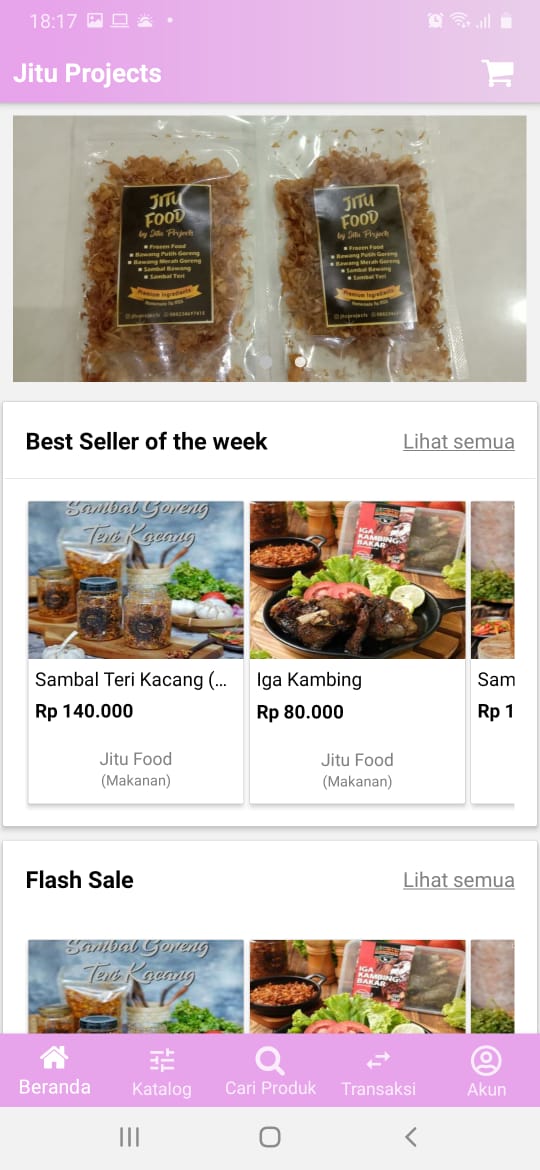 18:17
Jitu Projects
JITU
FOOD
by Jitu Projects
Frozen Food
Bawang Putih Goreng
Bawang Merah Goreng
Sambal Bawang
Sambal Teri
Premium Ingredients
JITU
FOOD
by Jitu Projects
Frozen Food
Bawang Putih Goreng
Bawang Merah Goreng
Sambal Bawang
Sambal Teri
Premium Ingredients
Best Seller of the week
Lihat semua
Sambal Goreng
Teri Kacang
IGA
KAMBING
BAKAR
Sambal Teri Kacang (...
Iga Kambing
Sam
Rp 140.000
Rp 80.000
Rp 1
Jitu Food
(Makanan)
Jitu Food
(Makanan)
Flash Sale
Lihat semua
Sambal Goreng
Teri Kacang
IGA
KAMBING
BAKAR
Beranda
Katalog
Cari Produk
Transaksi
Akun